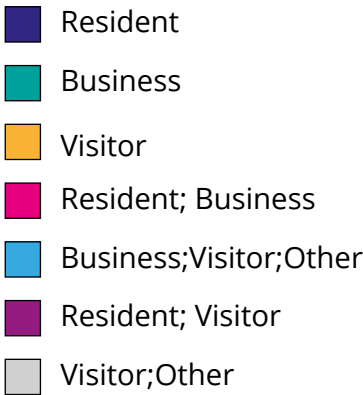 Resident
Business
Visitor
Resident; Business
Business;Visitor;Other
Resident; Visitor
Visitor;Other